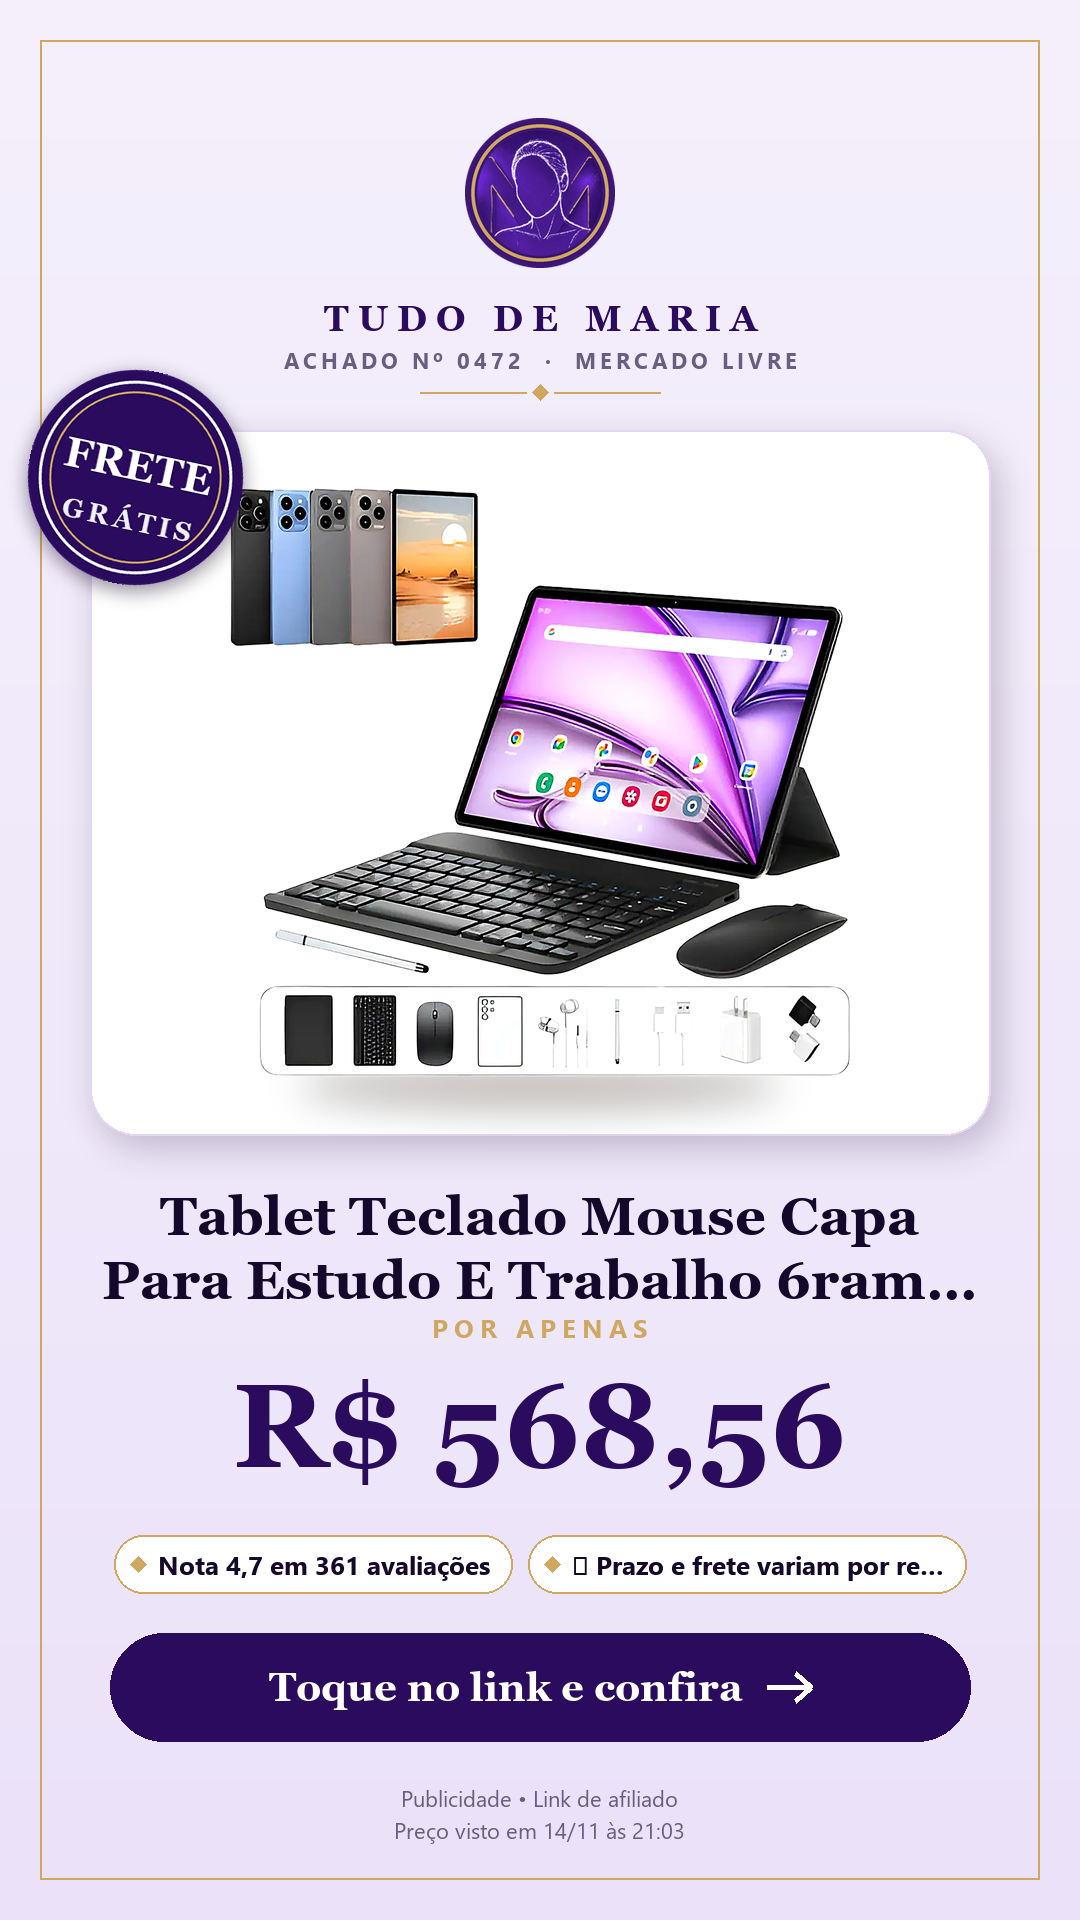 TUDO DE MARIA
ACHADO Nº 0472 · MERCADO LIVRE
FRETE
GRÁTIS
Tablet Teclado Mouse Capa
Para Estudo E Trabalho 6ram...
POR APENAS
R$ 568,56
Nota 4,7 em 361 avaliações
Prazo e frete variam por re...
Toque no link e confira →
Publicidade • Link de afiliado
Preço visto em 14/11 às 21:03